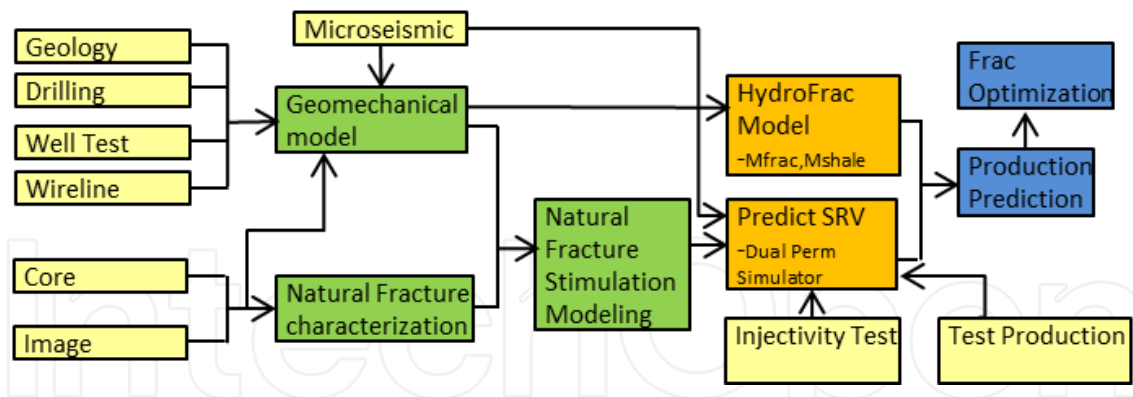 Microseismic
Geology
Drilling
Well Test
Wireline
Geomechanical
model
HydroFrac
Model
-Mfrac,Mshale
Frac
Optimization
Production
Prediction
Core
Image
Natural Fracture
characterization
Natural
Fracture
Stimulation
Modeling
Predict SRV
-Dual Perm
Simulator
Injectivity Test
Test Production
IntechOpen